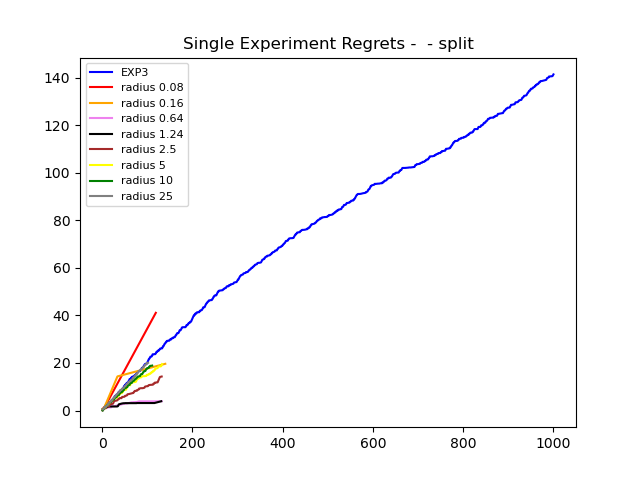 Single Experiment Regrets -  - split
EXP3
radius 0.08
radius 0.16
radius 0.64
radius 1.24
radius 2.5
radius 5
radius 10
radius 25
140
120
100
80
60
40
20
0
0 200 400 600 800 1000